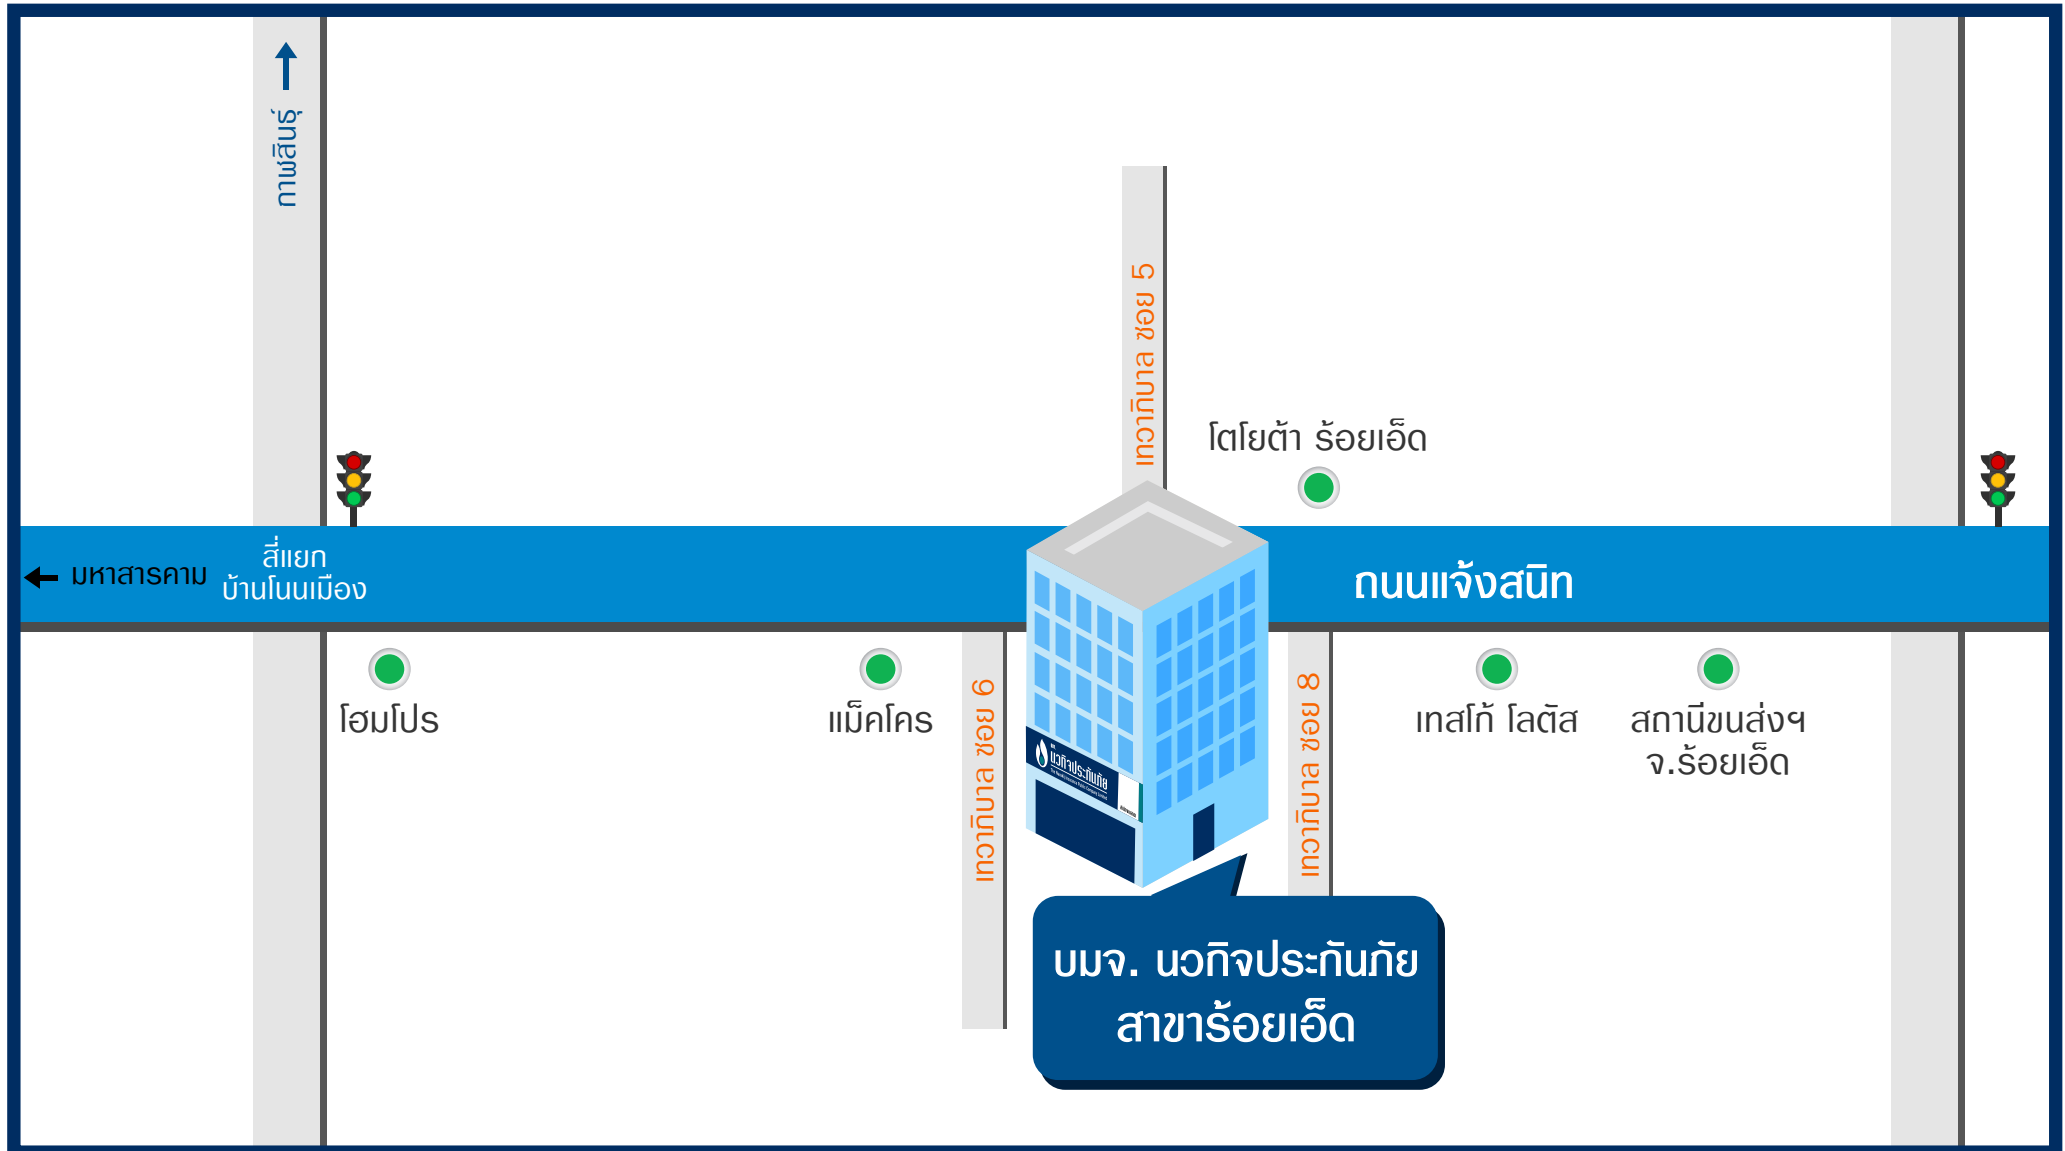 กาฬสินธุ์
เทวาภิบาล ซอย 5
โตโยต้า ร้อยเอ็ด
มหาสารคาม
สี่แยก
บ้านโนนเมือง
ถนนแจ้งสนิท
โฮมโปร
แม็คโคร
เทวาภิบาล ซอย 6
เทวาภิบาล ซอย 8
เทสโก้ โลตัส
สถานีขนส่งฯ
จ.ร้อยเอ็ด
นวกิจประกันภัย
บมจ. นวกิจประกันภัย
สาขาร้อยเอ็ด